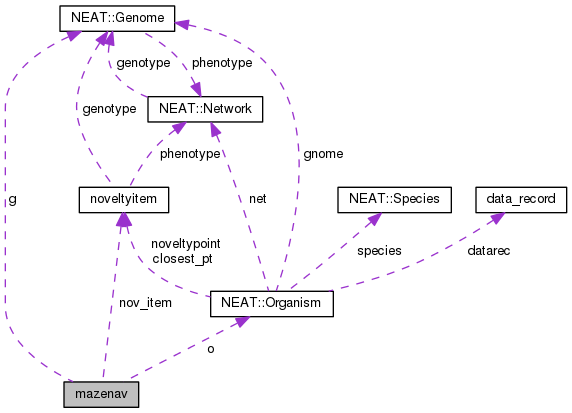 NEAT::Genome
genotype
phenotype
NEAT::Network
genotype
phenotype
gnome
noveltyitem
net
NEAT::Species
data_record
g
noveltypoint
closest_pt
species
datarec
nov_item
NEAT::Organism
o
mazenav